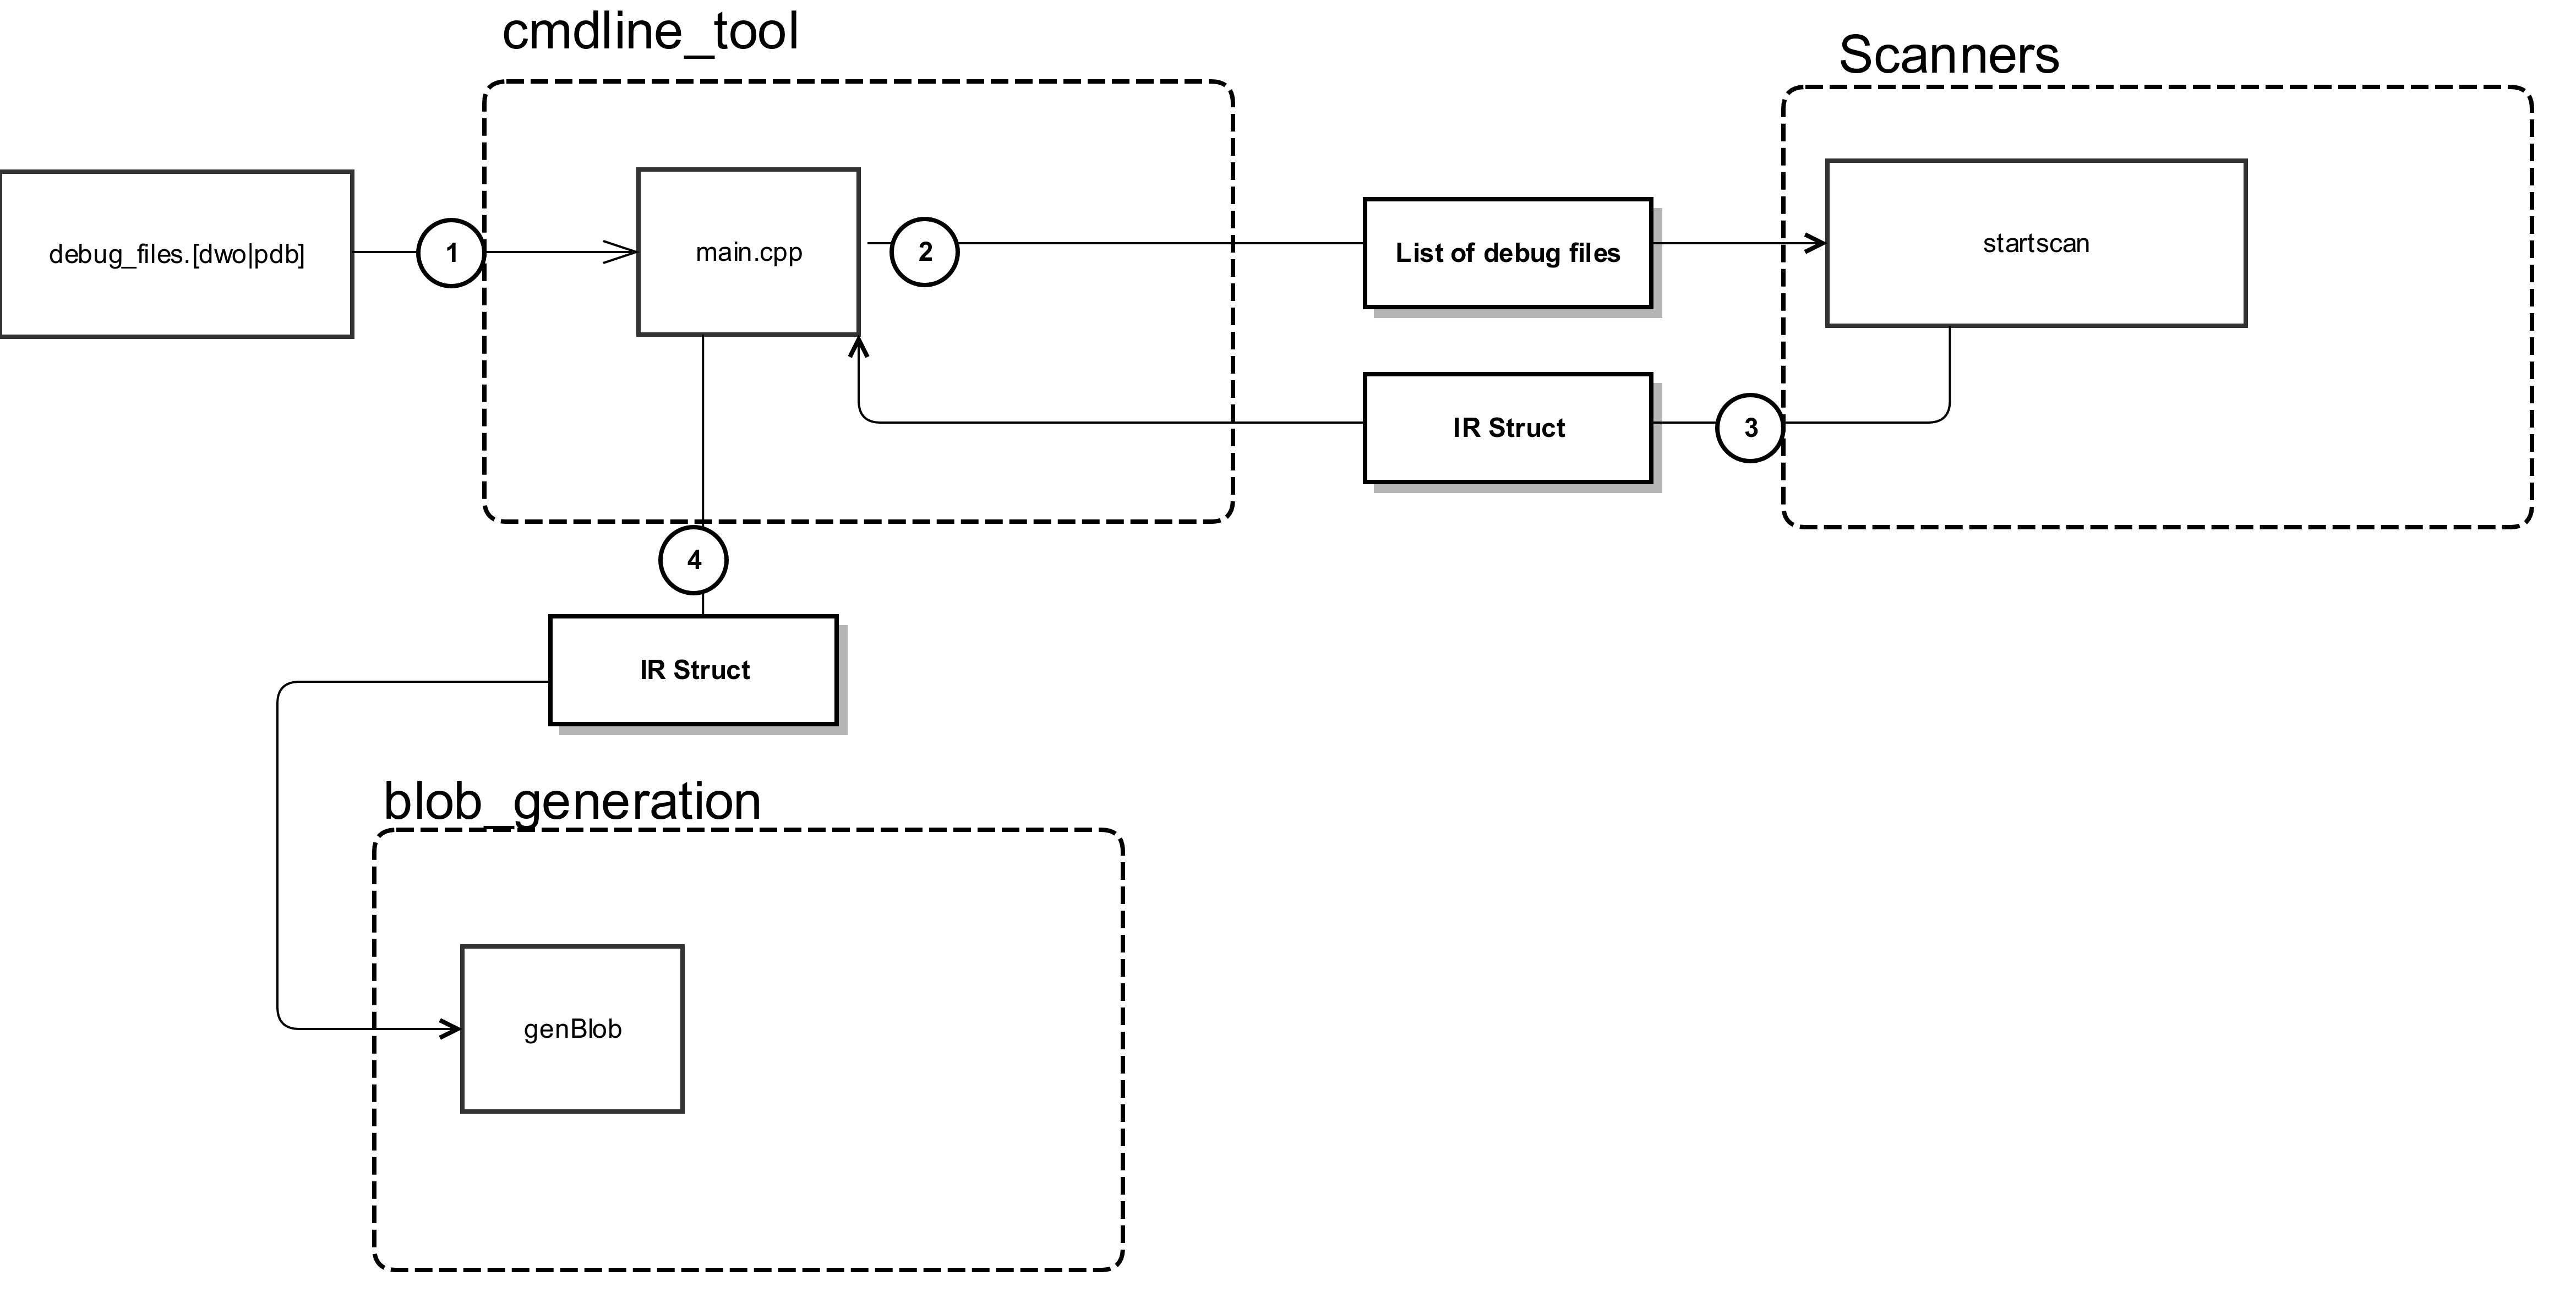 cmdline_tool
Scanners
debug_files.[dwo|pdb]
1
main.cpp
2
List of debug files
startscan
IR Struct
3
4
IR Struct
blob_generation
genBlob